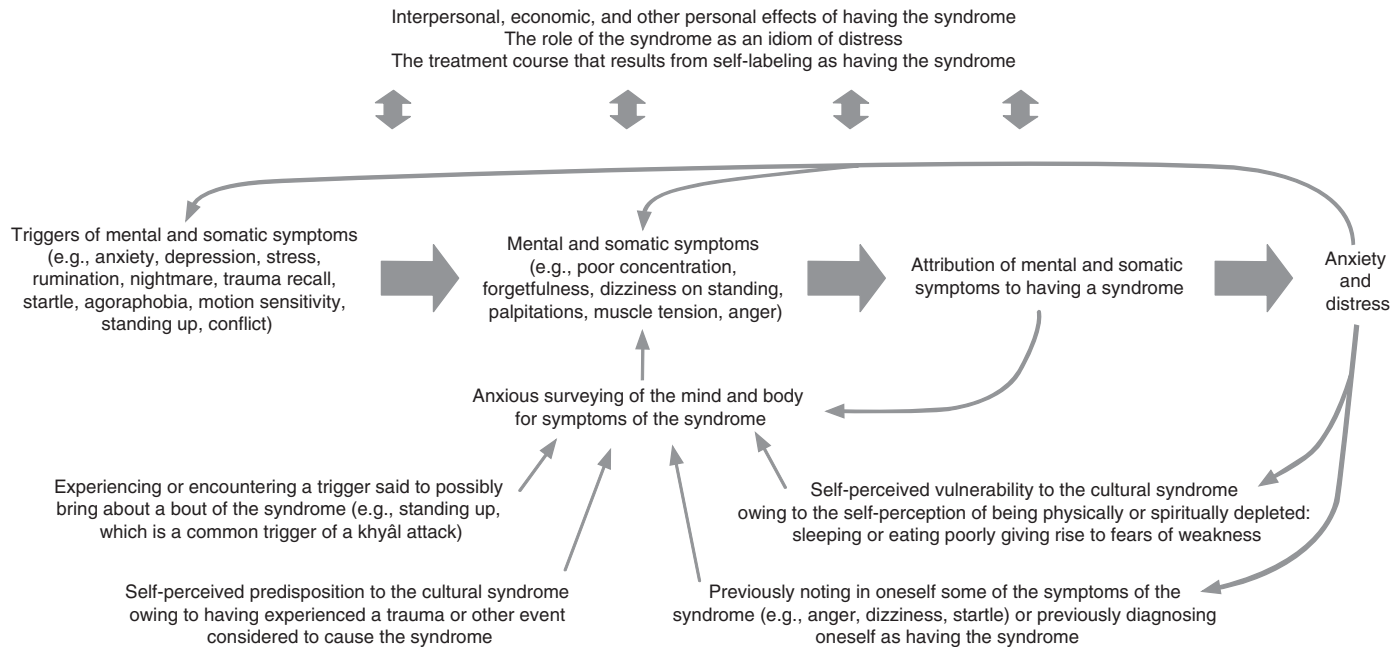 Interpersonal, economic, and other personal effects of having the syndrome
The role of the syndrome as an idiom of distress
The treatment course that results from self-labeling as having the syndrome
Triggers of mental and somatic symptoms
(e.g., anxiety, depression, stress,
rumination, nightmare, trauma recall,
startle, agoraphobia, motion sensitivity,
standing up, conflict)
Mental and somatic symptoms
(e.g., poor concentration,
forgetfulness, dizziness on standing,
palpitations, muscle tension, anger)
Attribution of mental and somatic
symptoms to having a syndrome
Anxiety
and
distress
Anxious surveying of the mind and body
for symptoms of the syndrome
Experiencing or encountering a trigger said to possibly
bring about a bout of the syndrome (e.g., standing up,
which is a common trigger of a khyâl attack)
Self-perceived vulnerability to the cultural syndrome
owing to the self-perception of being physically or spiritually depleted:
sleeping or eating poorly giving rise to fears of weakness
Self-perceived predisposition to the cultural syndrome
owing to having experienced a trauma or other event
considered to cause the syndrome
Previously noting in oneself some of the symptoms of the
syndrome (e.g., anger, dizziness, startle) or previously diagnosing
oneself as having the syndrome